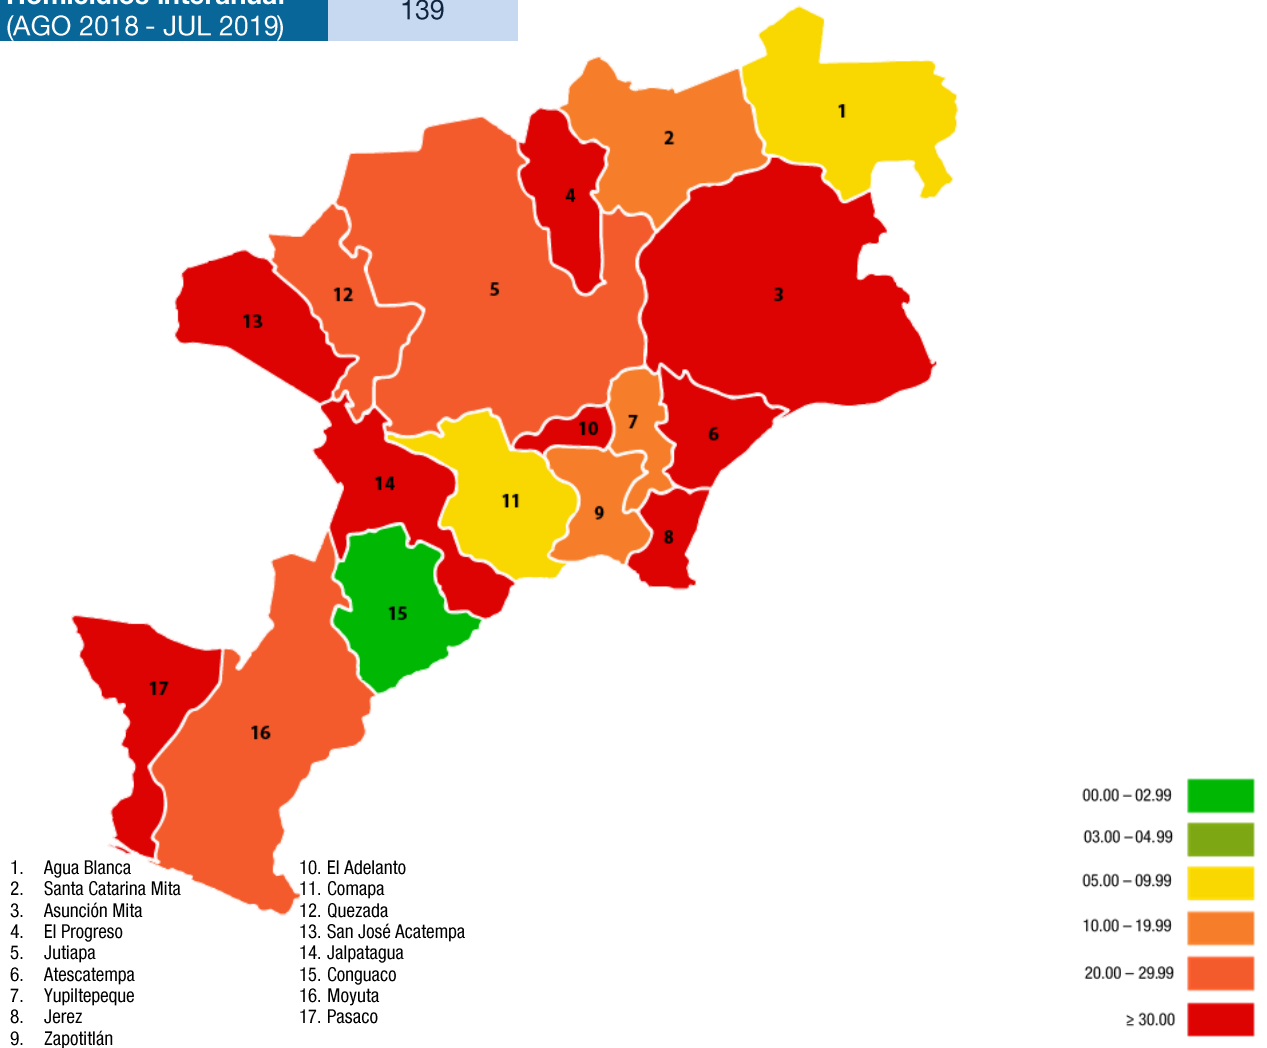 Homicidios Interanual
(AGO 2018 - JUL 2019)
139
1
2
3
4
5
12
13
10
7
6
14
11
9
8
15
17
16
00.00 – 02.99
03.00 – 04.99
05.00 – 09.99
10.00 – 19.99
20.00 – 29.99
≥ 30.00
1. Agua Blanca
2. Santa Catarina Mita
3. Asunción Mita
4. El Progreso
5. Jutiapa
6. Atescatempa
7. Yupiltepeque
8. Jerez
9. Zapotitlán
10. El Adelanto
11. Comapa
12. Quezada
13. San José Acatempa
14. Jalpatagua
15. Conguaco
16. Moyuta
17. Pasaco